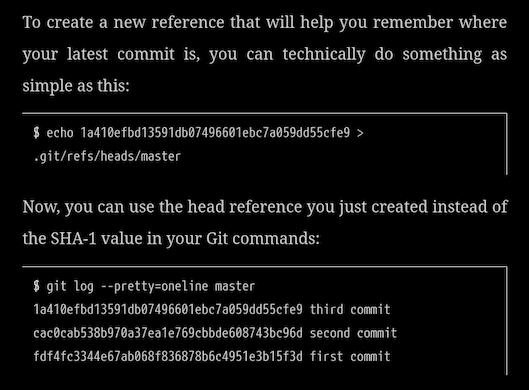 To create a new reference that will help you remember where
your latest commit is, you can technically do something as
simple as this:
$ echo 1a410efbd13591db07496601ebc7a059dd55cfe9 >
.git/refs/heads/master
Now, you can use the head reference you just created instead of
the SHA-1 value in your Git commands:
$ git log --pretty=oneline master
1a410efbd13591db07496601ebc7a059dd55cfe9 third commit
cac0cab538b970a37ea1e769cbbde608743bc96d second commit
fdf4fc3344e67ab068f836878b6c4951e3b15f3d first commit